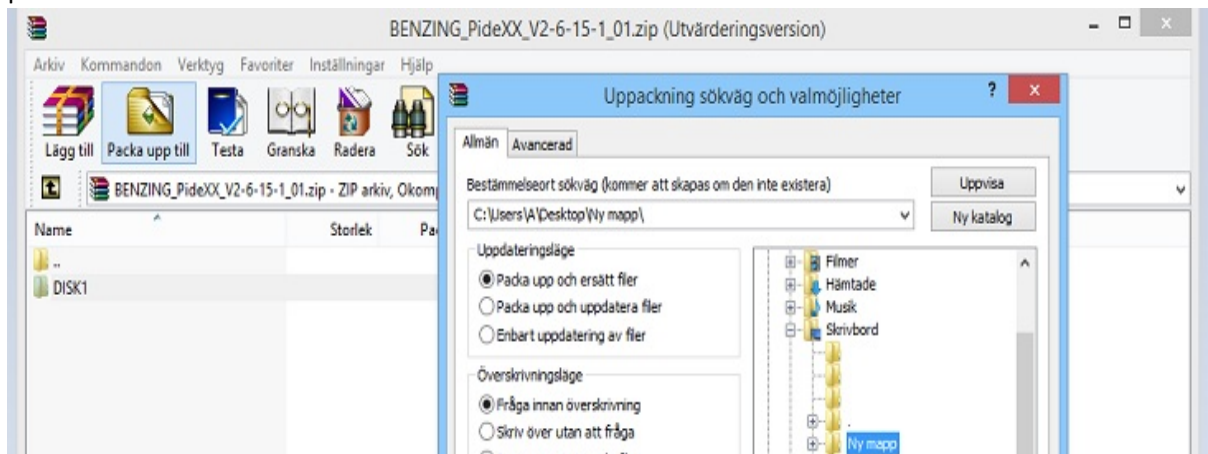 BENZING_PideXX_V2-6-15-1_01.zip (Utvärderingsversion)
Arkiv Kommandon Verktyg Favoriter Inställningar Hjälp
Lägg till Packa upp till Testa Granska Radera Sök
BENZING_PideXX_V2-6-15-1_01.zip - ZIP arkiv, Okom
Name Storlek Pa
..
DISK1
Uppackning sökväg och valmöjligheter ?
Allmän Avancerad
Bestämmelseort sökväg (kommer att skapas om den inte existera) Uppvisa
C:\Users\A\Desktop\Ny mapp\ Ny katalog
Uppdateringsläge
Packa upp och ersätt filer
Packa upp och uppdatera filer
Enbart uppdatering av filer
Överskrivningsläge
Fråga innan överskrivning
Skriv över utan att fråga
Filmer
Hämtade
Musik
Skrivbord
.
Ny mapp